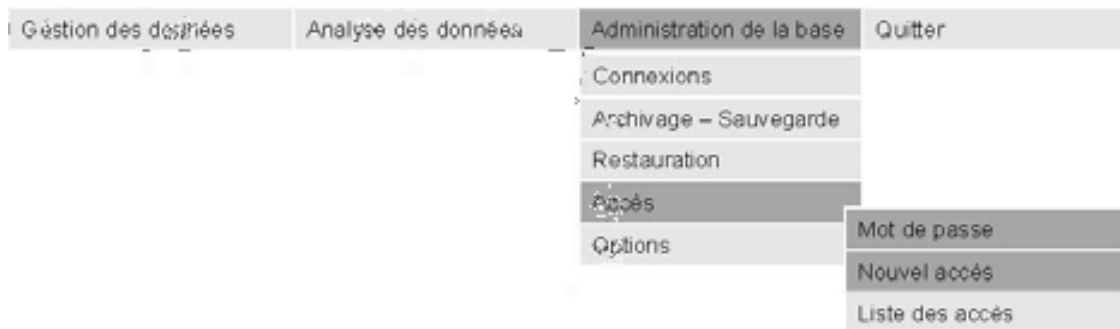 Gestion des données Analyse des données Administration de la base Quitter
Connexions
Archivage – Sauvegarde
Restauration
Accès
Options
Mot de passe
Nouvel accès
Liste des accès